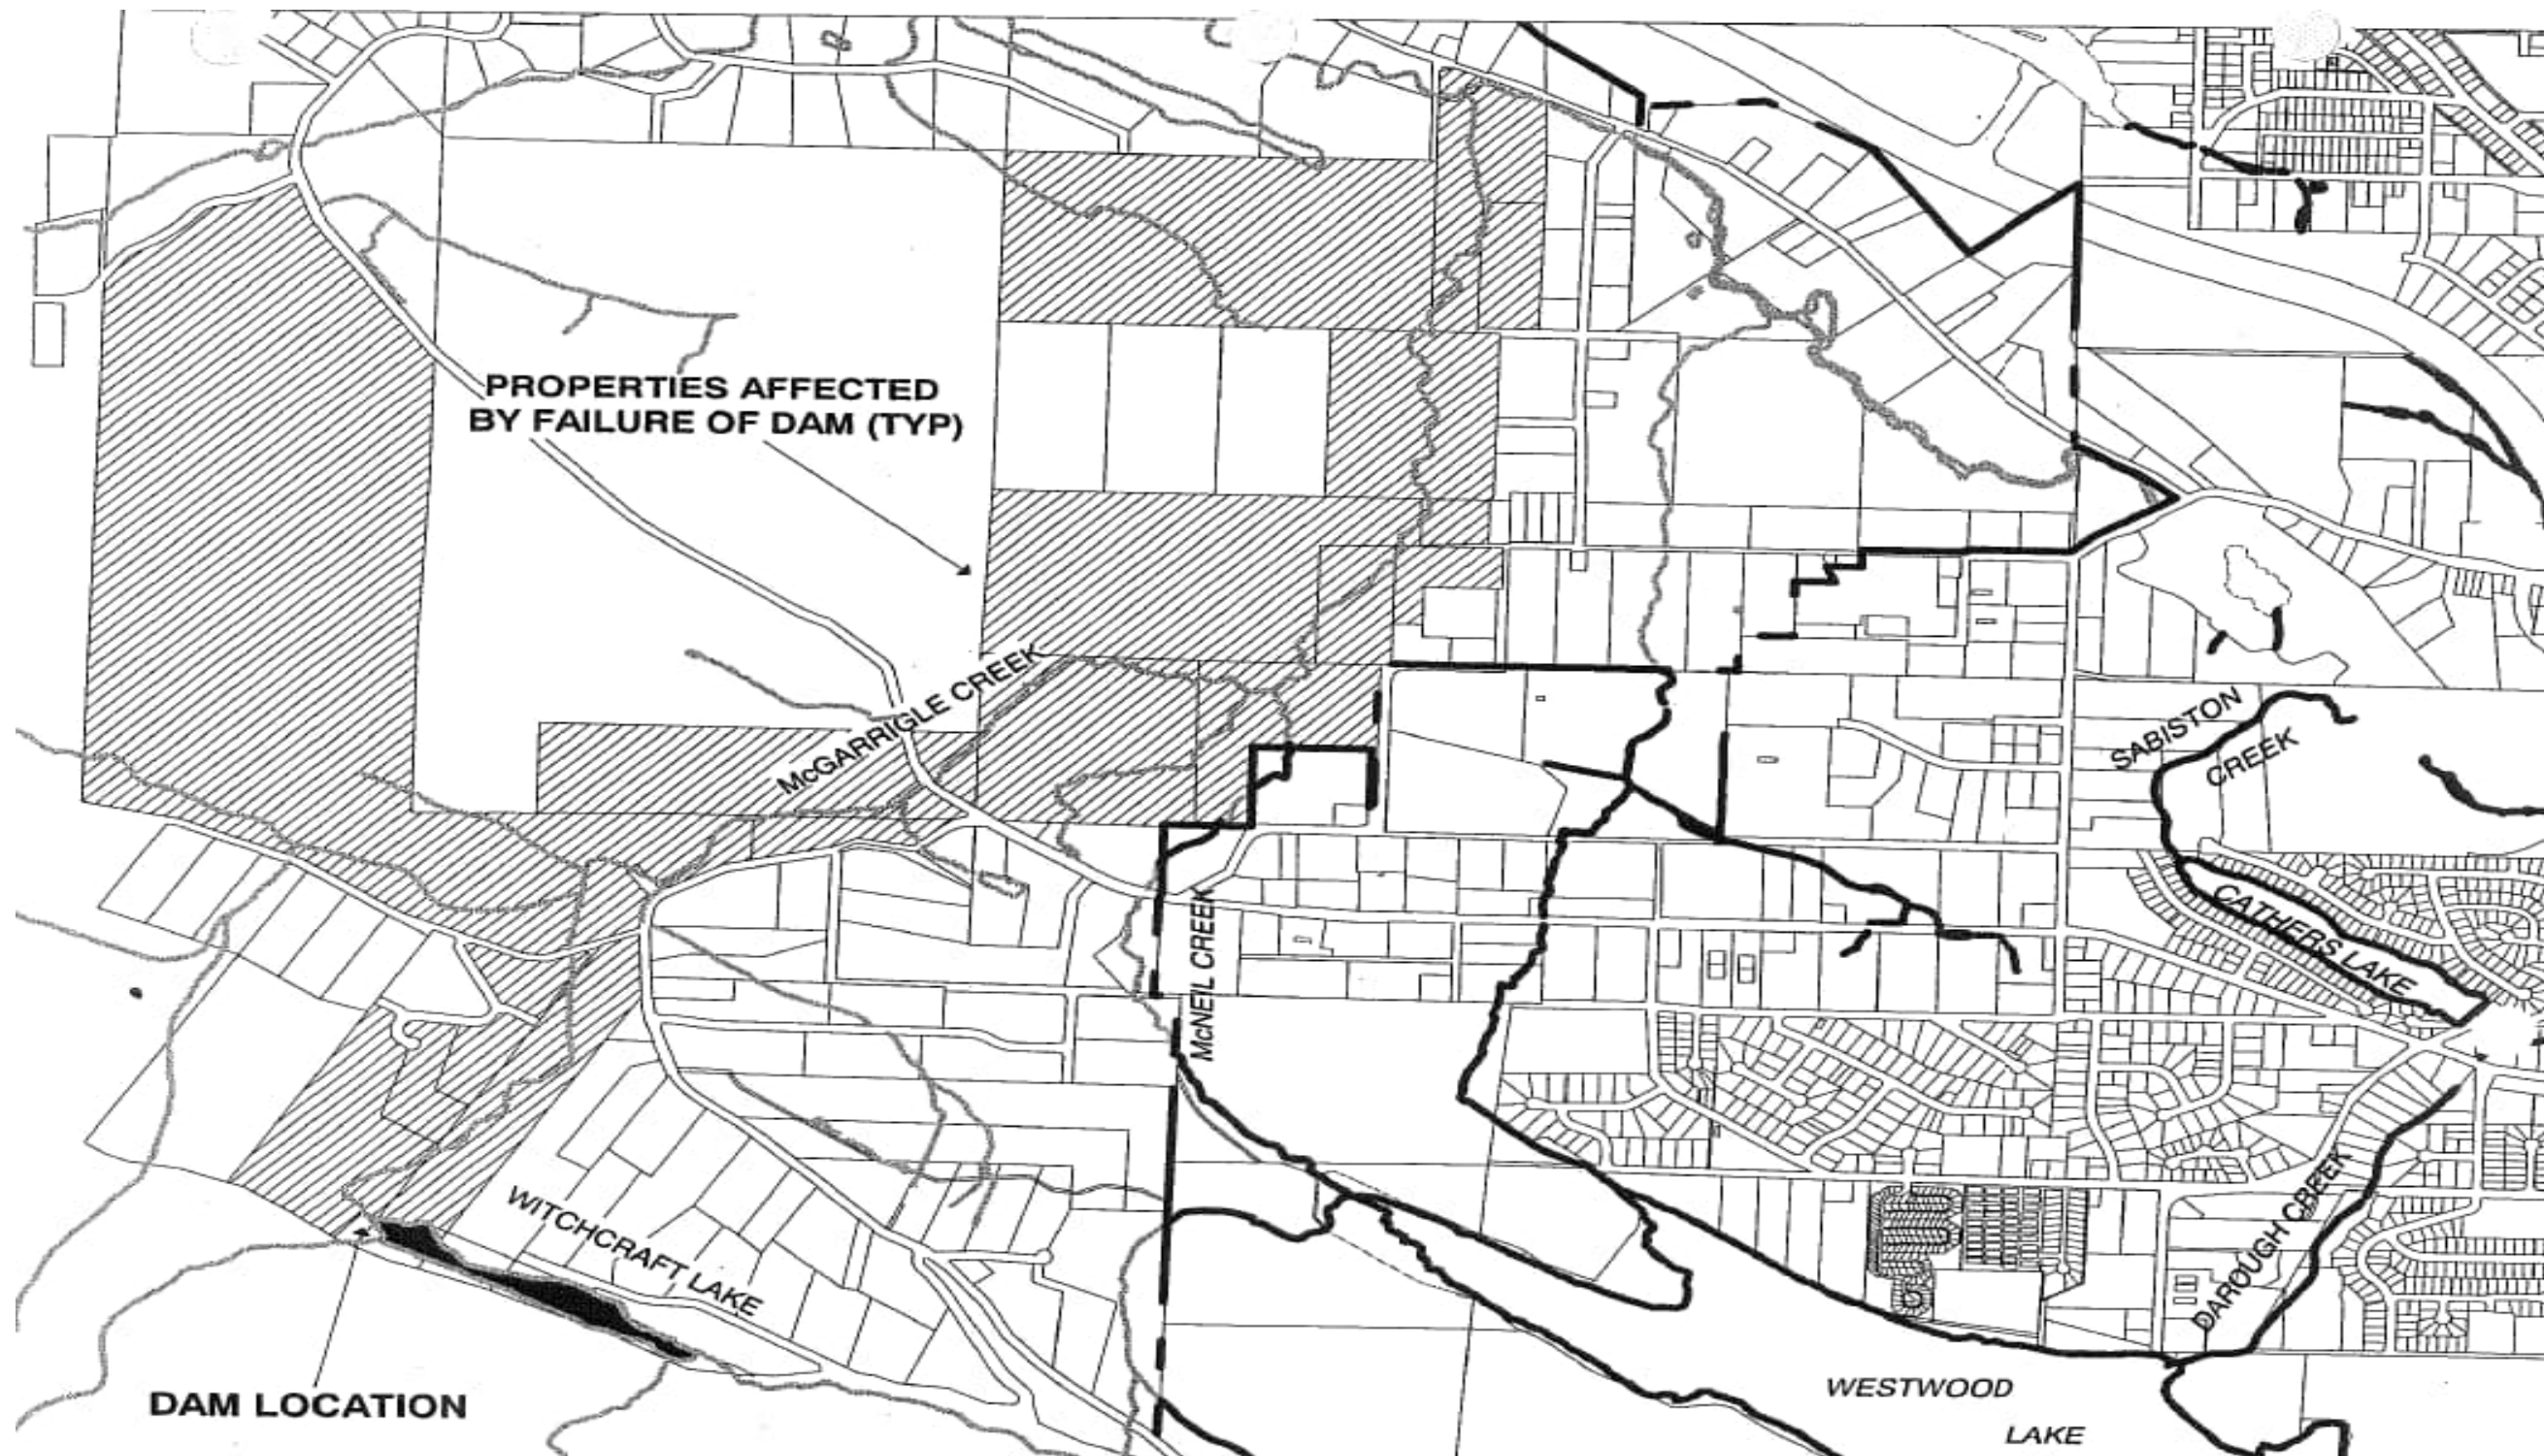 PROPERTIES AFFECTED
BY FAILURE OF DAM (TYP)
McGARRIGLE CREEK
SABISTON
CREEK
CATHERS LAKE
McNEIL CREEK
DAROUGH CREEK
WITCHCRAFT LAKE
DAM LOCATION
WESTWOOD
LAKE